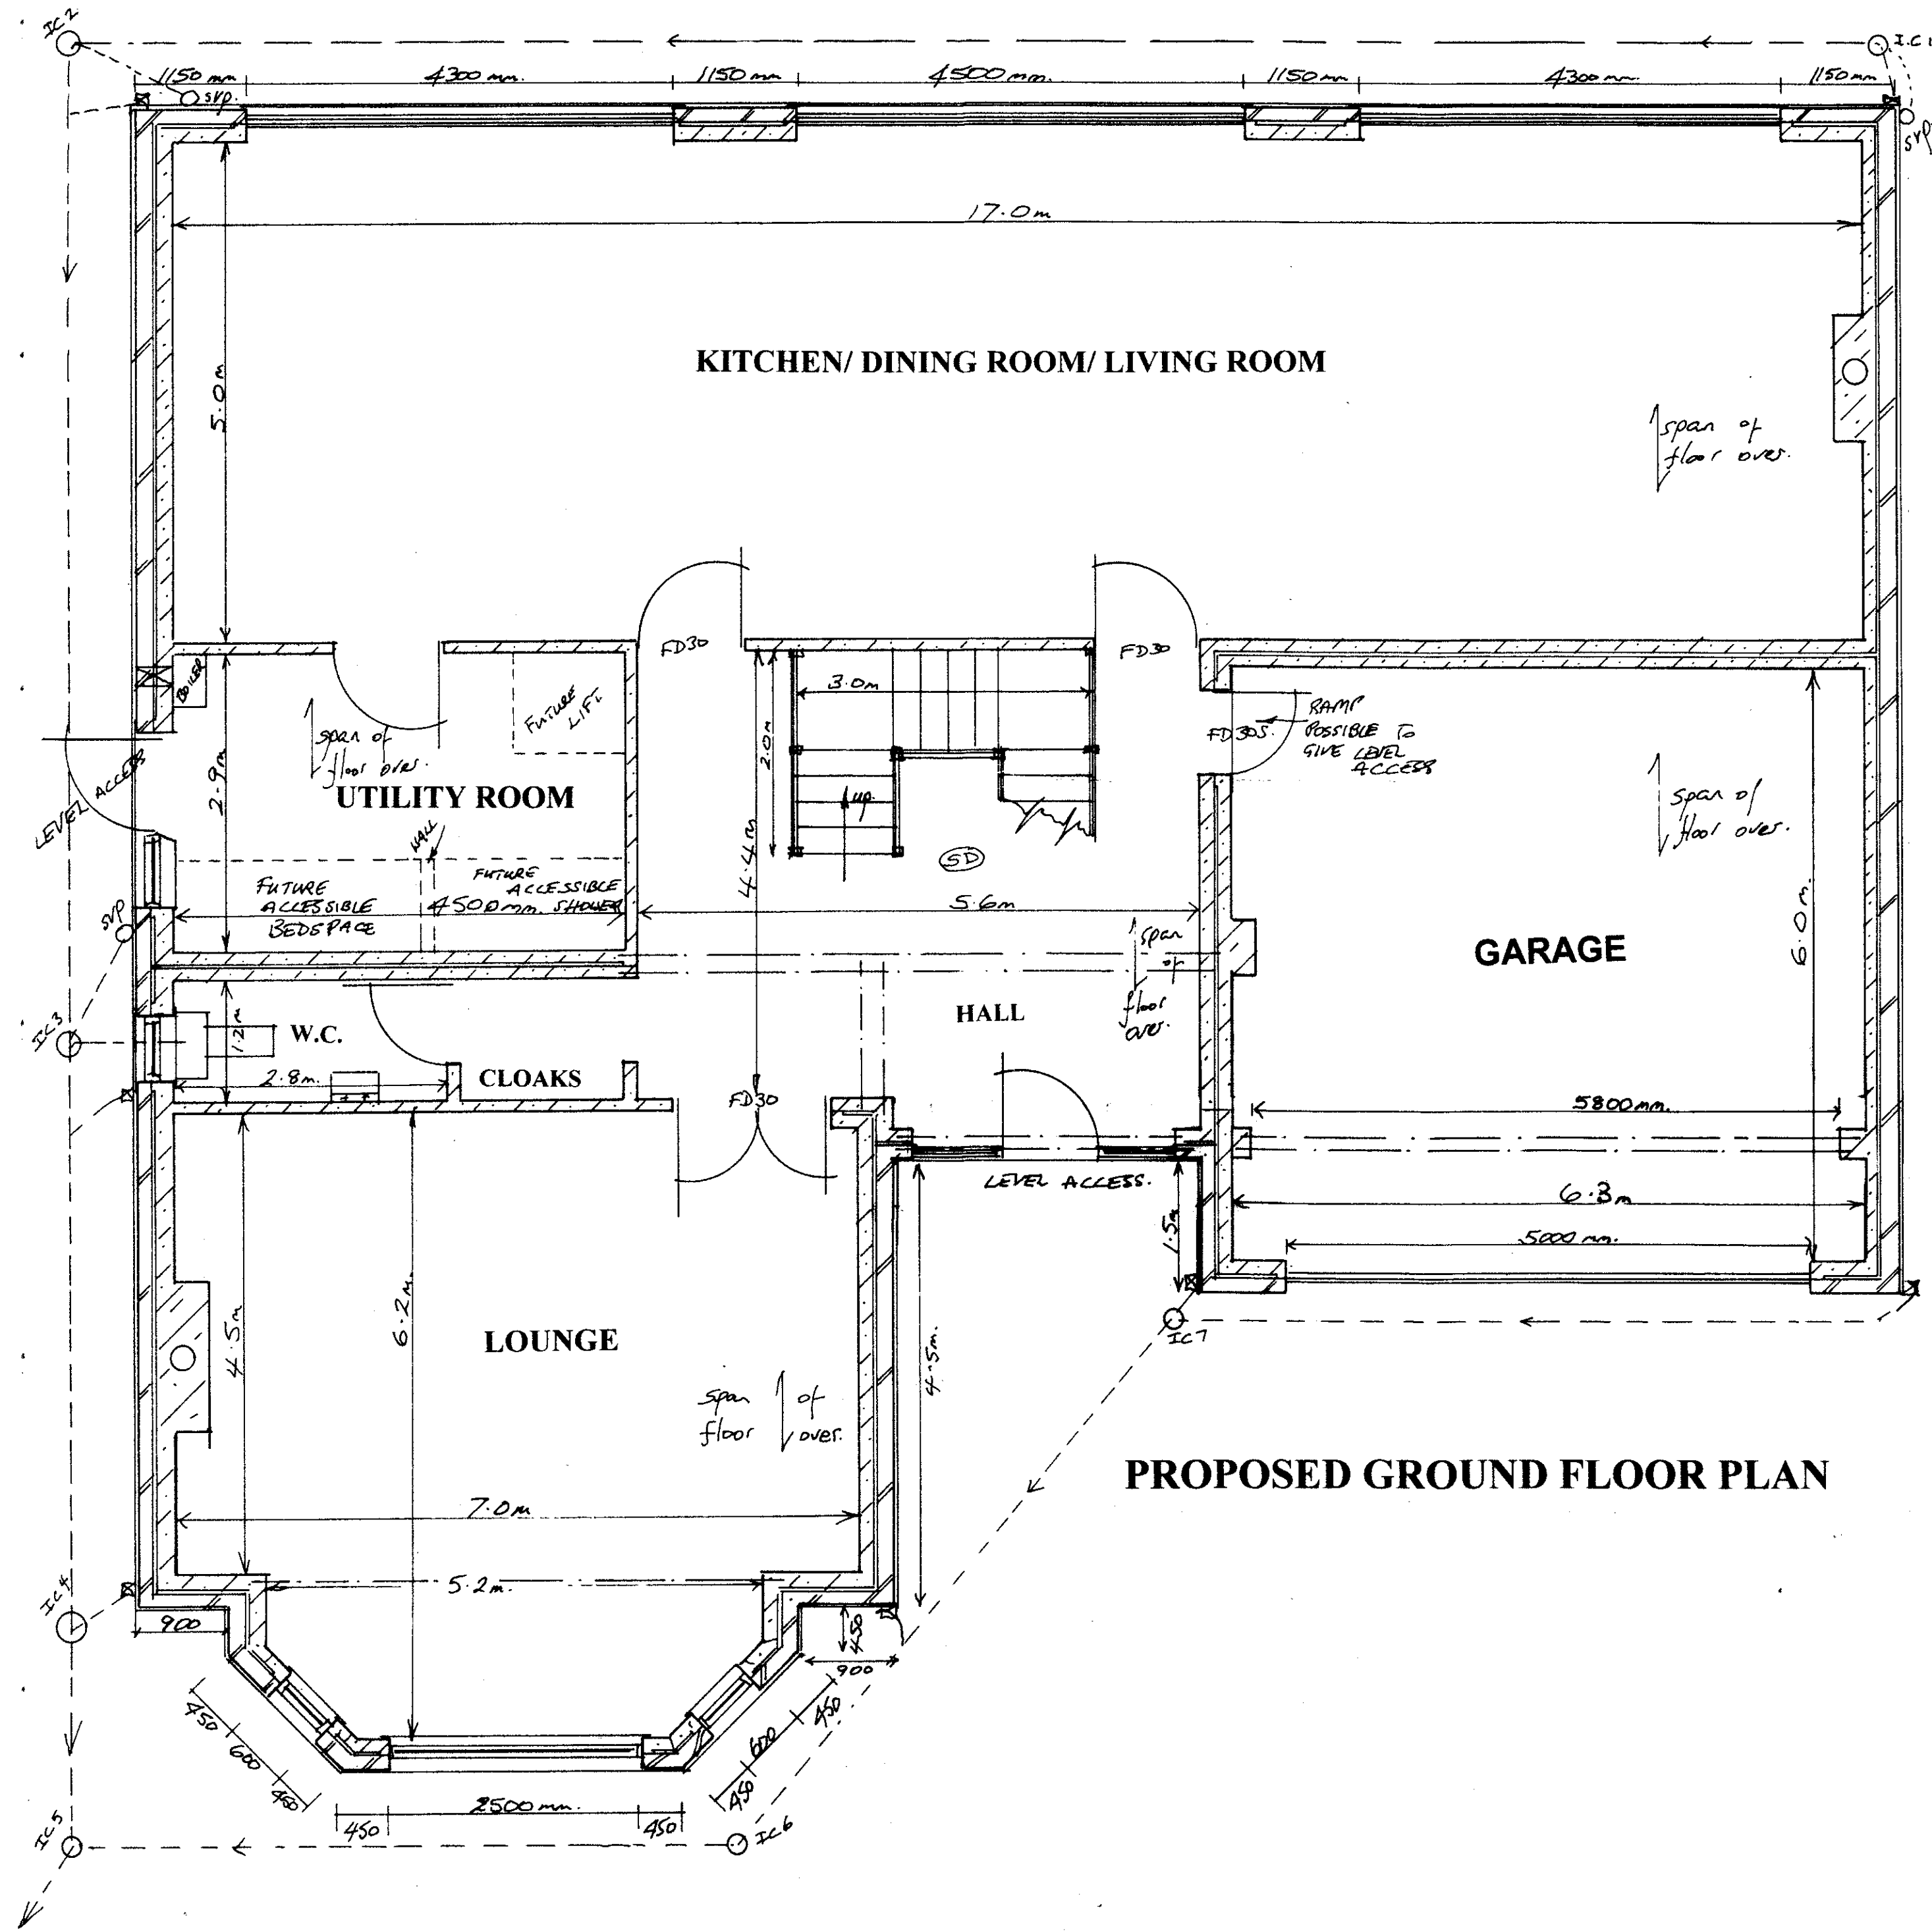 IC2
I.C 1
1150 mm
4300 mm.
1150 mm
4500 mm.
1150 mm
4300 mm.
1150 mm
svp.
svp
17.0m
KITCHEN/ DINING ROOM/ LIVING ROOM
5.0m
span of
floor over.
FD30
FD30
BOILER
FUTURE
LIFT.
3.0m
2.0m
RAMP
POSSIBLE TO
GIVE LEVEL
ACCESS
FD30S.
span of
floor over.
LEVEL ACCESS
2.9m
UTILITY ROOM
up.
span of
floor over.
WALL
SD
4.4m
FUTURE
ACCESSIBLE
BEDSPACE
FUTURE
ACCESSIBLE
SHOWER
4500mm.
5.6m
SVP
span
of
floor
over.
GARAGE
6.0m.
HALL
IC3
W.C.
1.2m
2.8m.
CLOAKS
FD30
5800mm.
LEVEL ACCESS.
6.3m
1.5m
5000 mm.
IC7
LOUNGE
4.5m
6.2m.
4.5m.
span of
floor over.
PROPOSED GROUND FLOOR PLAN
7.0m
5.2m.
IC4
900
450
900
450
600
450
450
600
450
2500mm.
450
450
IC5
IC6